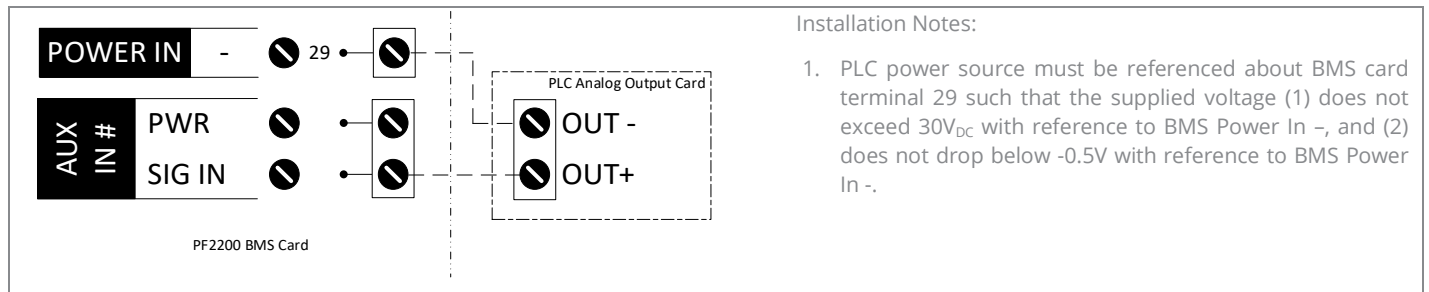 POWER IN -
29
AUX IN #
PWR
SIG IN
PF2200 BMS Card
PLC Analog Output Card
OUT -
OUT+
Installation Notes:
1. PLC power source must be referenced about BMS card
terminal 29 such that the supplied voltage (1) does not
exceed 30VDC with reference to BMS Power In –, and (2)
does not drop below -0.5V with reference to BMS Power
In -.